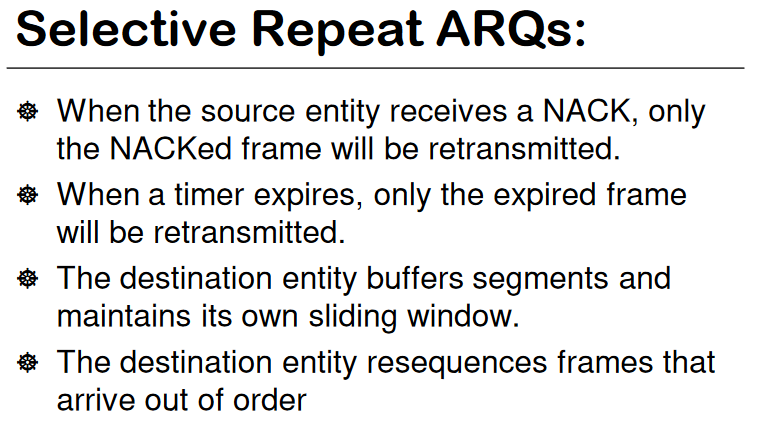 Selective Repeat ARQs:
When the source entity receives a NACK, only
the NACKed frame will be retransmitted.
When a timer expires, only the expired frame
will be retransmitted.
The destination entity buffers segments and
maintains its own sliding window.
The destination entity resequences frames that
arrive out of order